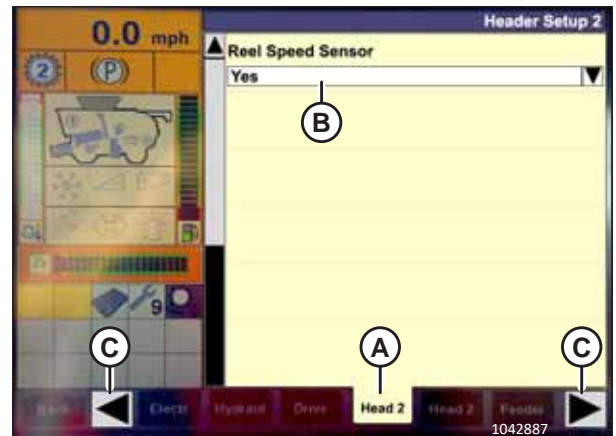 Header Setup 2
0.0 mph
2
(P)
Reel Speed Sensor
Yes
B
9
C
A
C
Back
Electr
Hydraul
Drive
Head 2
Head 2
Feeder
1042887